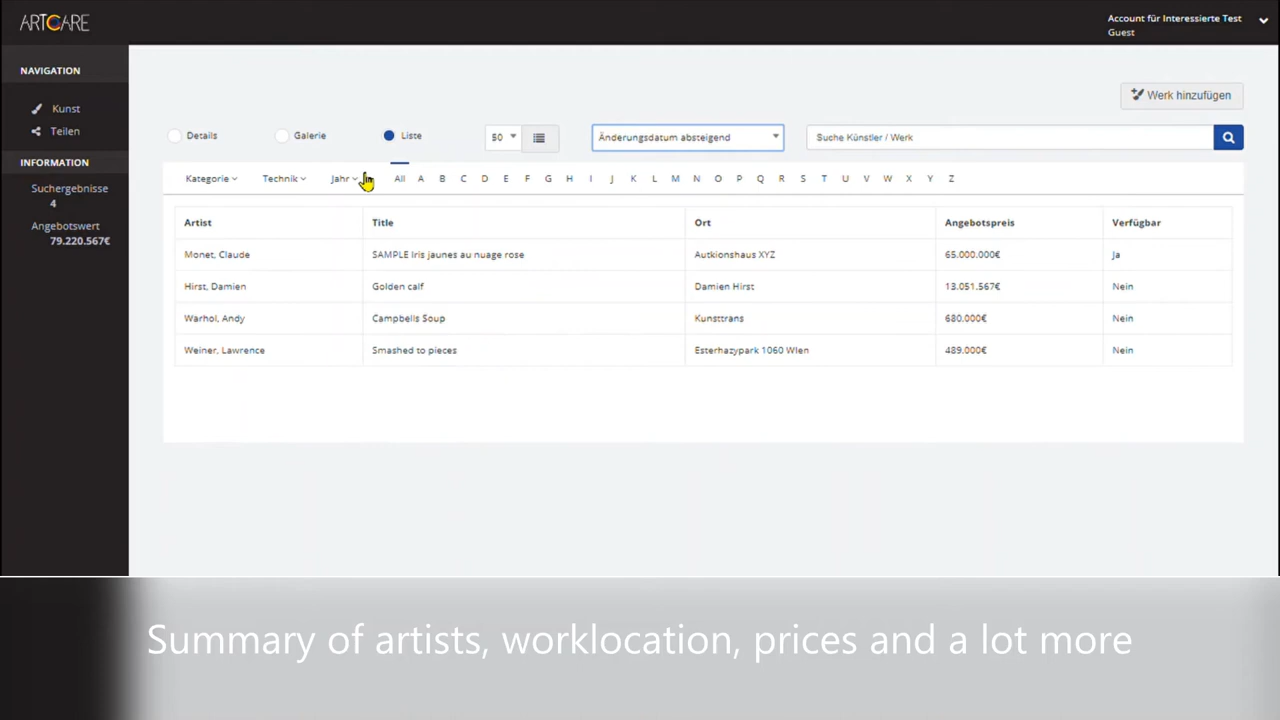 ARTCARE
Account für Interessierte Test
Guest
NAVIGATION
Kunst
Teilen
INFORMATION
Suchergebnisse
4
Angebotswert
79.220.567€
Werk hinzufügen
Details Galerie Liste 50 Änderungsdatum absteigend Suche Künstler / Werk
Kategorie Technik Jahr All A B C D E F G H I J K L M N O P Q R S T U V W X Y Z
Artist Title Ort Angebotspreis Verfügbar
Monet, Claude SAMPLE Iris jaunes au nuage rose Autkionshaus XYZ 65.000.000€ Ja
Hirst, Damien Golden calf Damien Hirst 13.051.567€ Nein
Warhol, Andy Campbells Soup Kunsttrans 680.000€ Nein
Weiner, Lawrence Smashed to pieces Esterhazypark 1060 Wien 489.000€ Nein
Summary of artists, worklocation, prices and a lot more